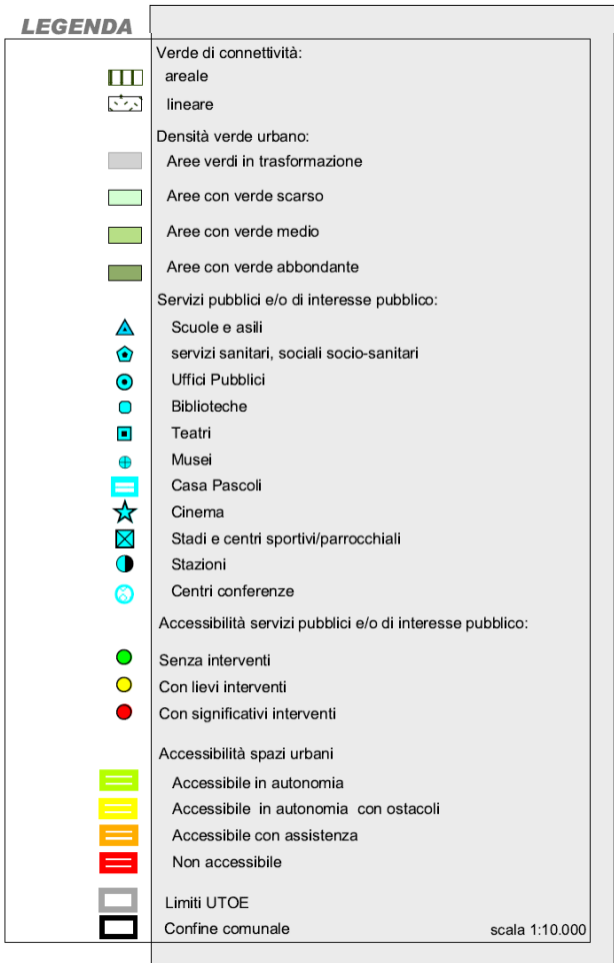 LEGENDA
Verde di connettività:
areale
lineare
Densità verde urbano:
Aree verdi in trasformazione
Aree con verde scarso
Aree con verde medio
Aree con verde abbondante
Servizi pubblici e/o di interesse pubblico:
Scuole e asili
servizi sanitari, sociali socio-sanitari
Uffici Pubblici
Biblioteche
Teatri
Musei
Casa Pascoli
Cinema
Stadi e centri sportivi/parrocchiali
Stazioni
Centri conferenze
Accessibilità servizi pubblici e/o di interesse pubblico:
Senza interventi
Con lievi interventi
Con significativi interventi
Accessibilità spazi urbani
Accessibile in autonomia
Accessibile in autonomia con ostacoli
Accessibile con assistenza
Non accessibile
Limiti UTOE
Confine comunale
scala 1:10.000